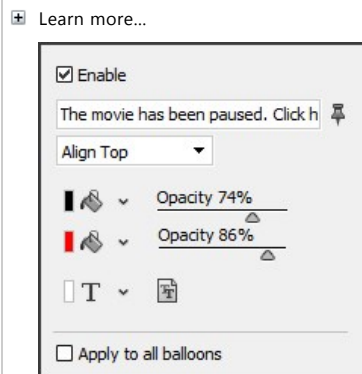 Learn more...
Enable
The movie has been paused. Click h
Align Top
Opacity 74%
Opacity 86%
T
Apply to all balloons